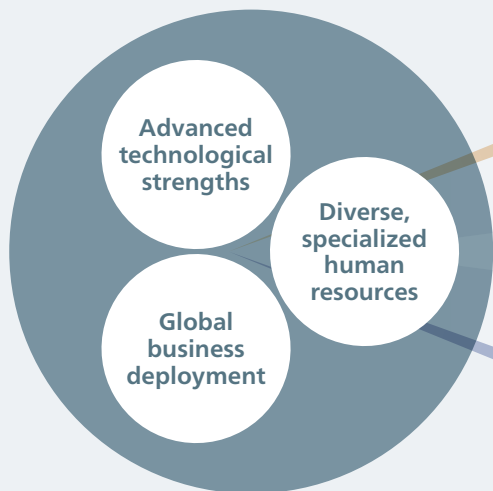 Advanced
technological
strengths
Diverse,
specialized
human
resources
Global
business
deployment